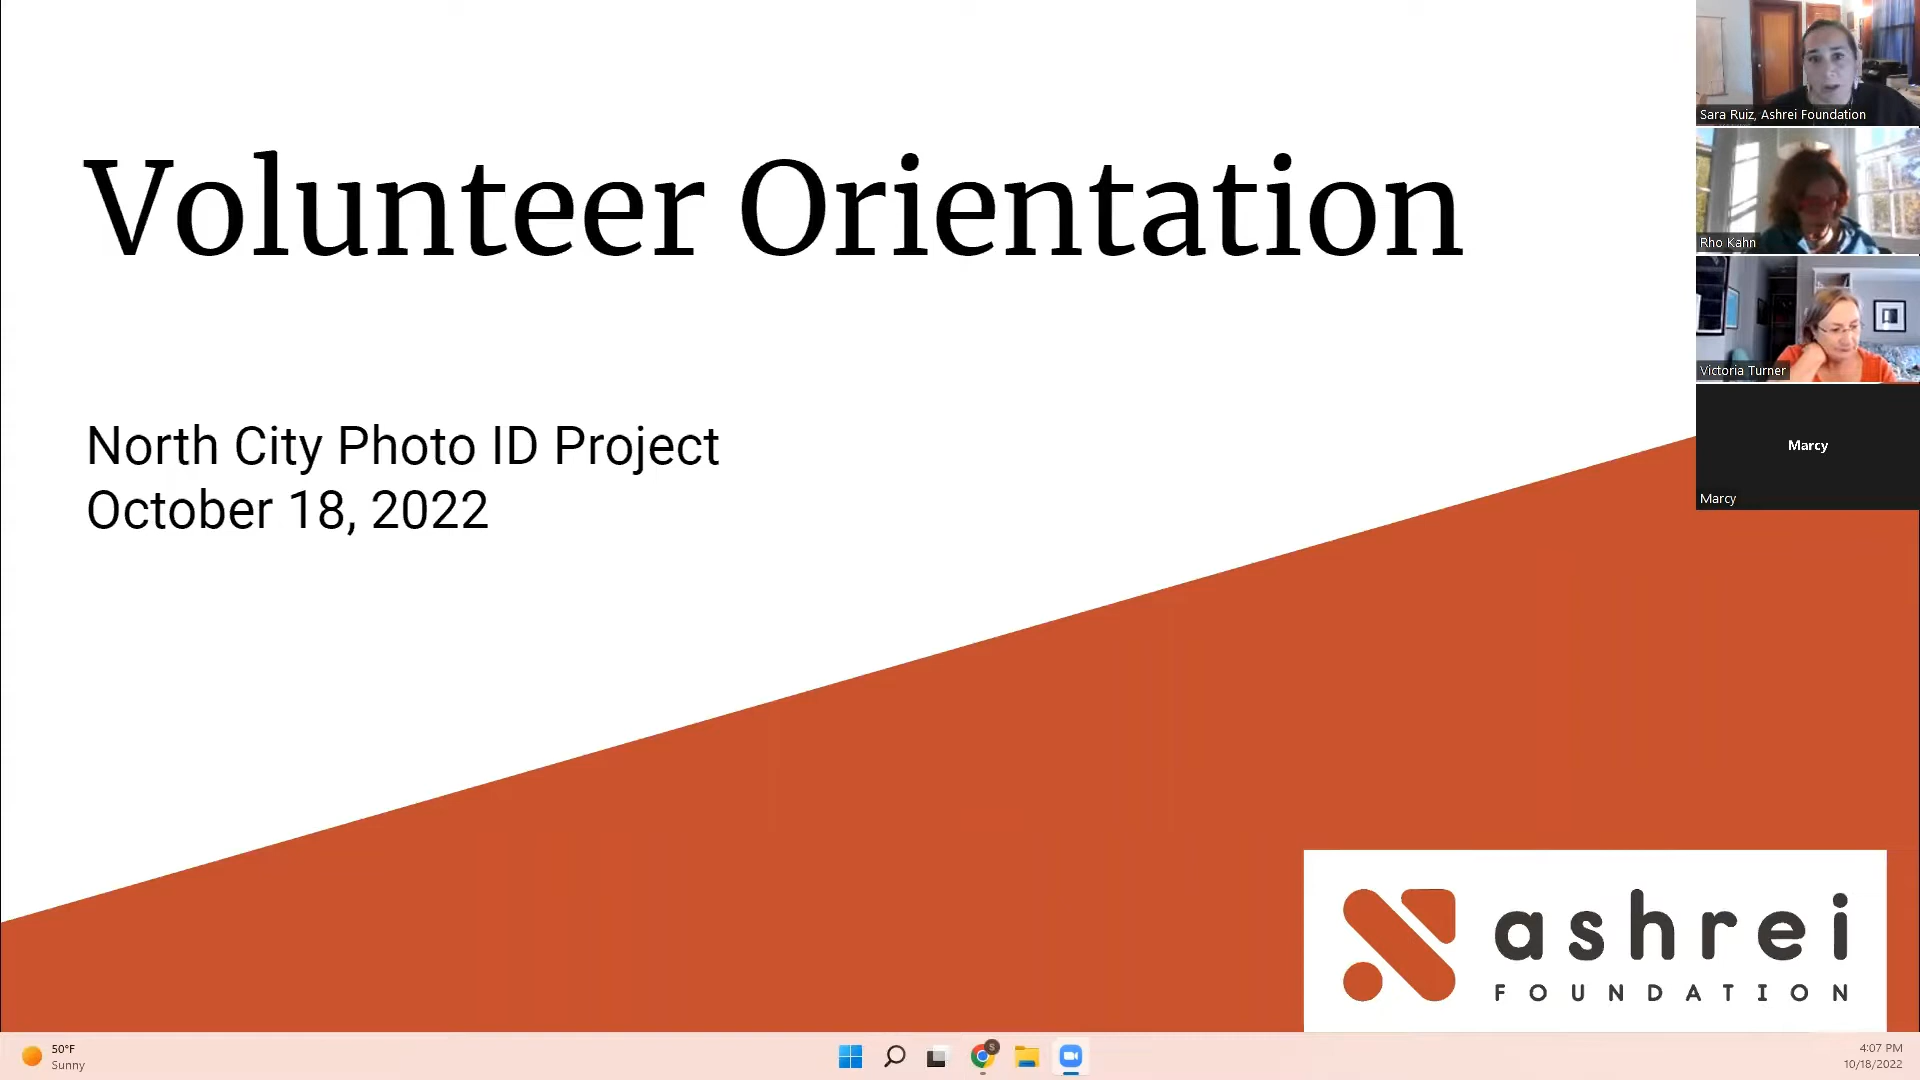 Volunteer Orientation
North City Photo ID Project
October 18, 2022
Sara Ruiz, Ashrei Foundation
Rho Kahn
Victoria Turner
Marcy
Marcy
ashrei
FOUNDATION
50°F
Sunny
S
4:07 PM
10/18/2022